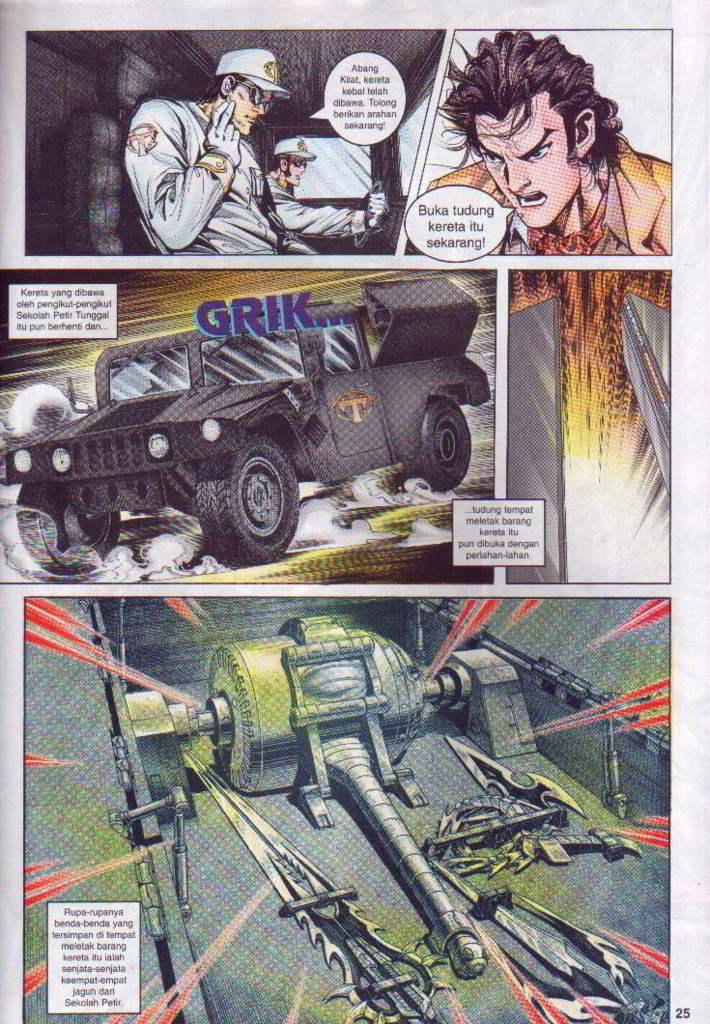 Abang
Kilat, kereta
kebal telah
dibawa. Tolong
berikan arahan
sekarang!
Buka tudung
kereta itu
sekarang!
Kereta yang dibawa
oleh pengikut-pengikut
Sekolah Petir Tunggal
itu pun berhenti dan...
GRIK...
T
...tudung tempat
meletak barang
kereta itu
pun dibuka dengan
perlahan-lahan.
Rupa-rupanya
benda-benda yang
tersimpan di tempat
meletak barang
kereta itu ialah
senjata-senjata
keempat-empat
jaguh dari
Sekolah Petir.
25